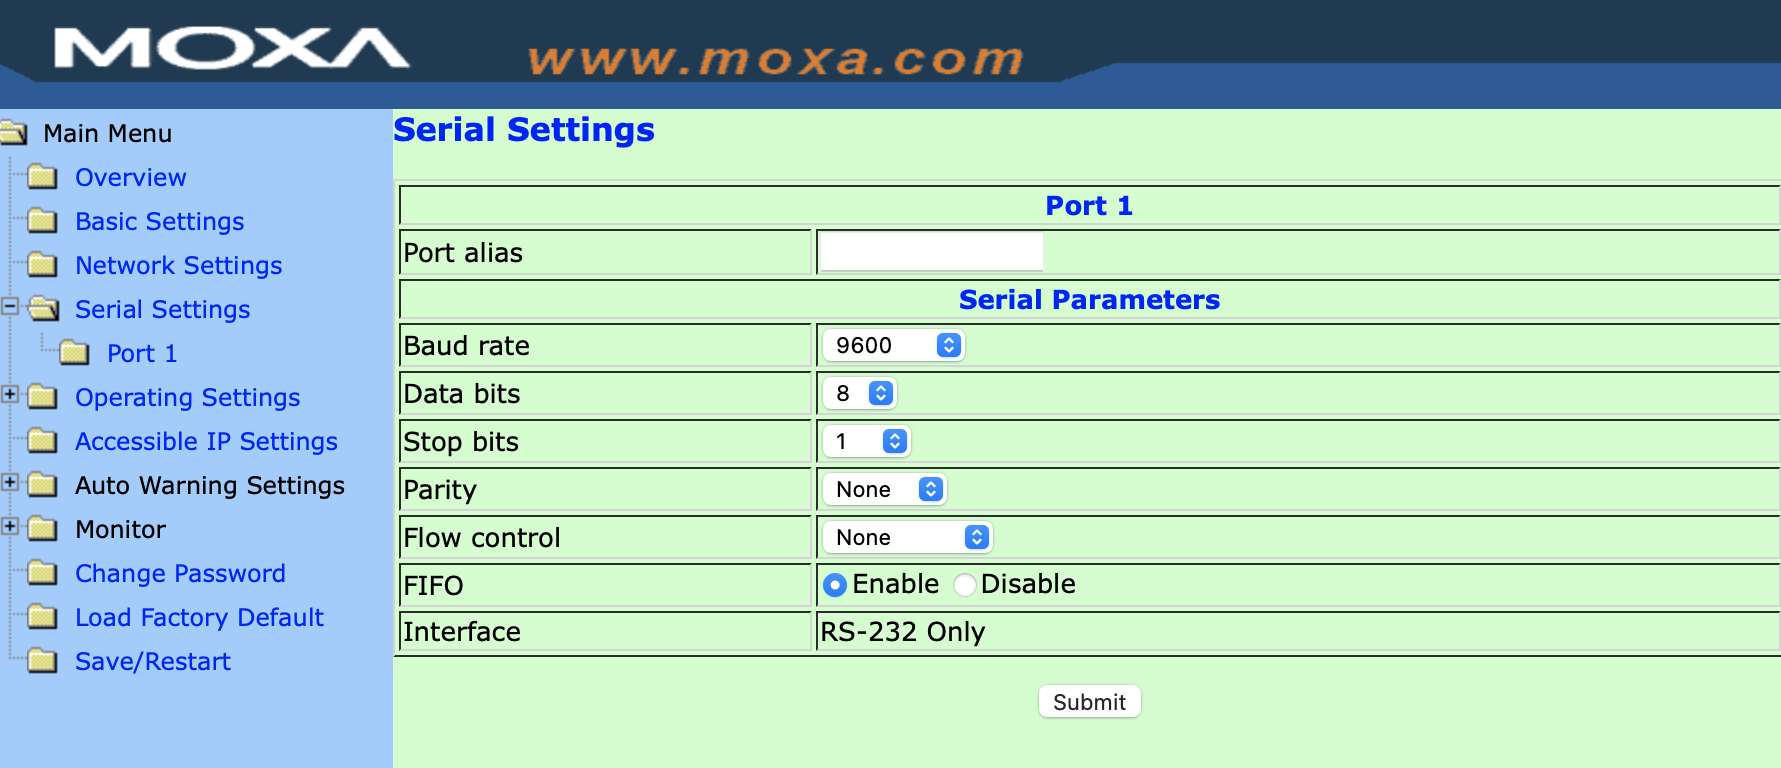 MOXA www.moxa.com
Main Menu
Overview
Basic Settings
Network Settings
Serial Settings
Port 1
Operating Settings
Accessible IP Settings
Auto Warning Settings
Monitor
Change Password
Load Factory Default
Save/Restart
Serial Settings
Port 1
Port alias
Serial Parameters
Baud rate 9600
Data bits 8
Stop bits 1
Parity None
Flow control None
FIFO Enable Disable
Interface RS-232 Only
Submit